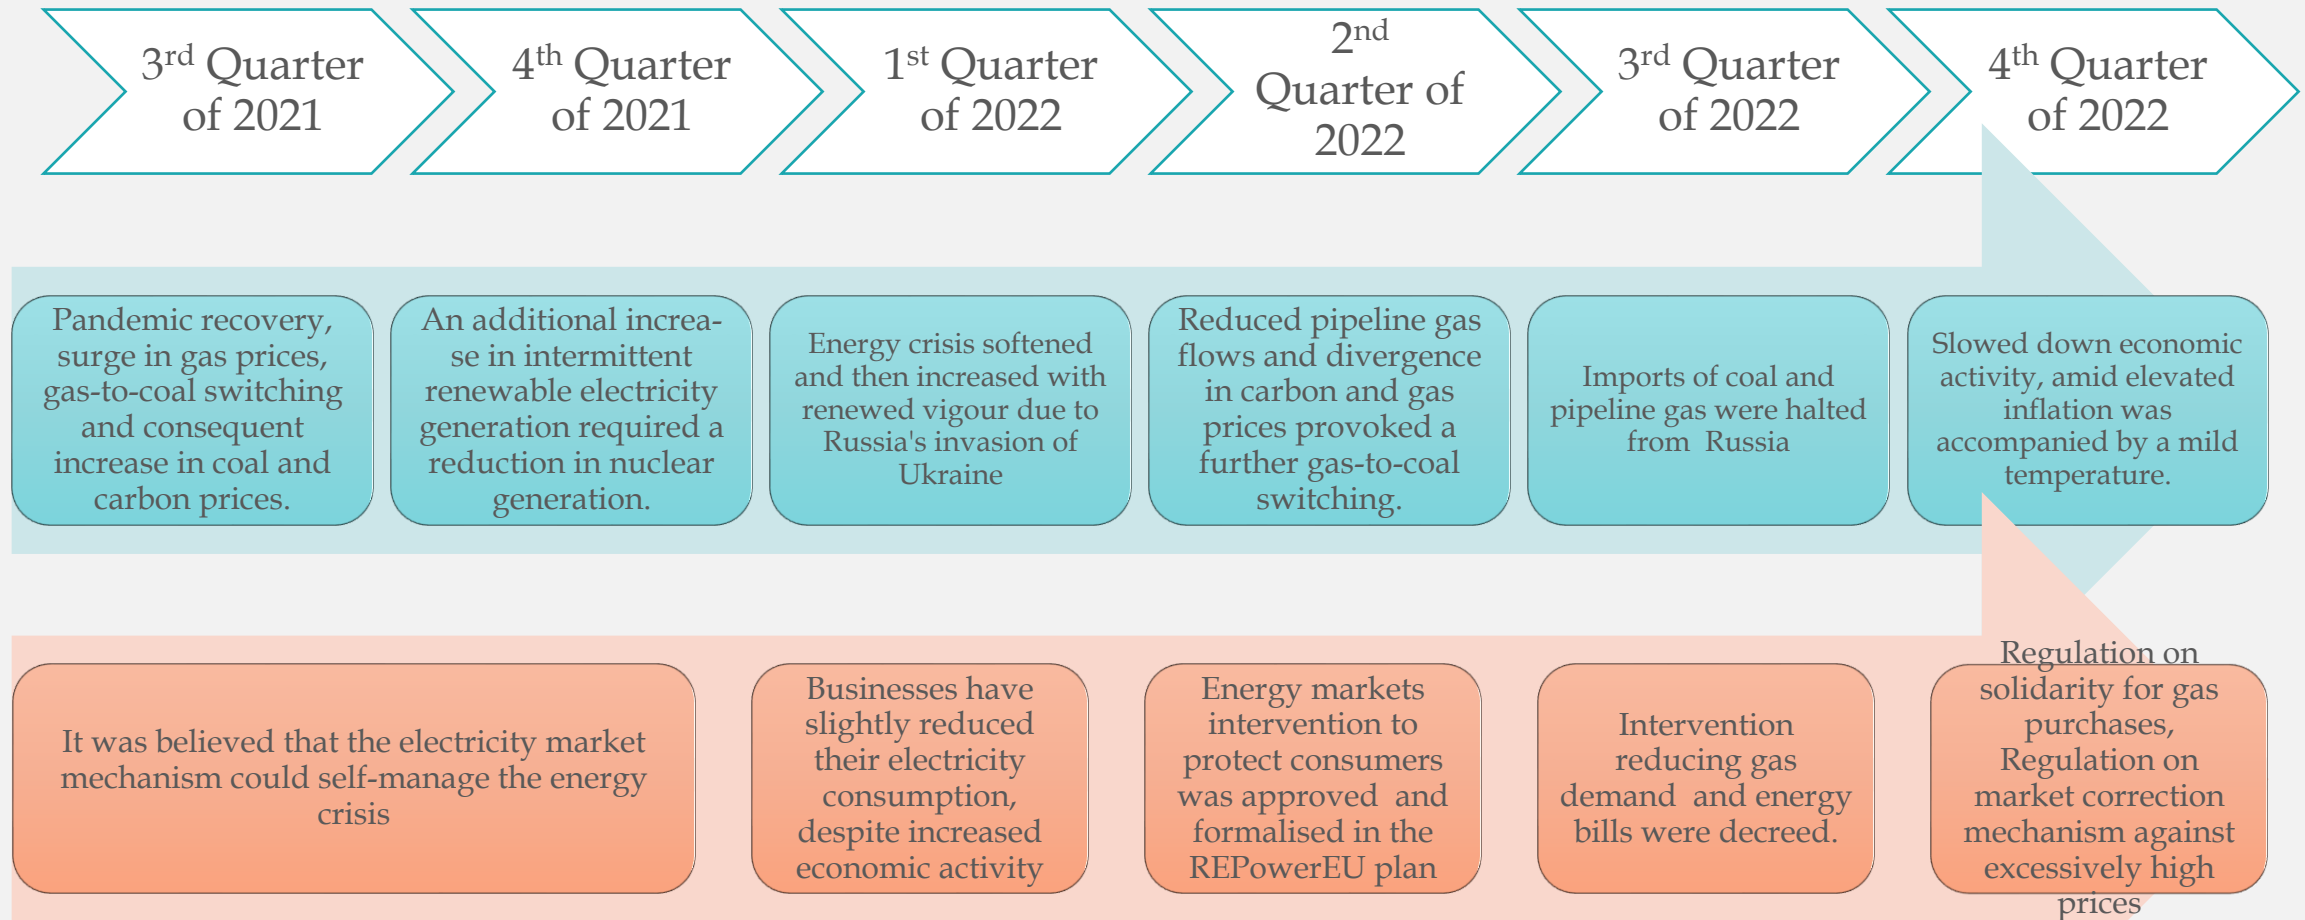 3rd Quarter
of 2021
4th Quarter
of 2021
1st Quarter
of 2022
2nd
Quarter of
2022
3rd Quarter
of 2022
4th Quarter
of 2022
Pandemic recovery,
surge in gas prices,
gas-to-coal switching
and consequent
increase in coal and
carbon prices.
An additional increa-
se in intermittent
renewable electricity
generation required a
reduction in nuclear
generation.
Energy crisis softened
and then increased with
renewed vigour due to
Russia's invasion of
Ukraine
Reduced pipeline gas
flows and divergence
in carbon and gas
prices provoked a
further gas-to-coal
switching.
Imports of coal and
pipeline gas were halted
from Russia
Slowed down economic
activity, amid elevated
inflation was
accompanied by a mild
temperature.
It was believed that the electricity market
mechanism could self-manage the energy
crisis
Businesses have
slightly reduced
their electricity
consumption,
despite increased
economic activity
Energy markets
intervention to
protect consumers
was approved and
formalised in the
REPowerEU plan
Intervention
reducing gas
demand and energy
bills were decreed.
Regulation on
solidarity for gas
purchases,
Regulation on
market correction
mechanism against
excessively high
prices